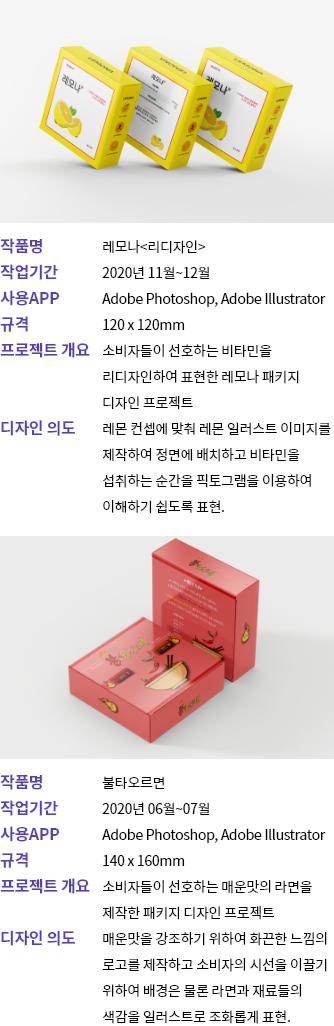 레모나
레모나
레모나
작품명 레모나<리디자인>
작업기간 2020년 11월~12월
사용APP Adobe Photoshop, Adobe Illustrator
규격 120 x 120mm
프로젝트 개요 소비자들이 선호하는 비타민을
리디자인하여 표현한 레모나 패키지
디자인 프로젝트
디자인 의도 레몬 컨셉에 맞춰 레몬 일러스트 이미지를
제작하여 정면에 배치하고 비타민을
섭취하는 순간을 픽토그램을 이용하여
이해하기 쉽도록 표현.
작품명 불타오르면
작업기간 2020년 06월~07월
사용APP Adobe Photoshop, Adobe Illustrator
규격 140 x 160mm
프로젝트 개요 소비자들이 선호하는 매운맛의 라면을
제작한 패키지 디자인 프로젝트
디자인 의도 매운맛을 강조하기 위하여 화끈한 느낌의
로고를 제작하고 소비자의 시선을 이끌기
위하여 배경은 물론 라면과 재료들의
색감을 일러스트로 조화롭게 표현.